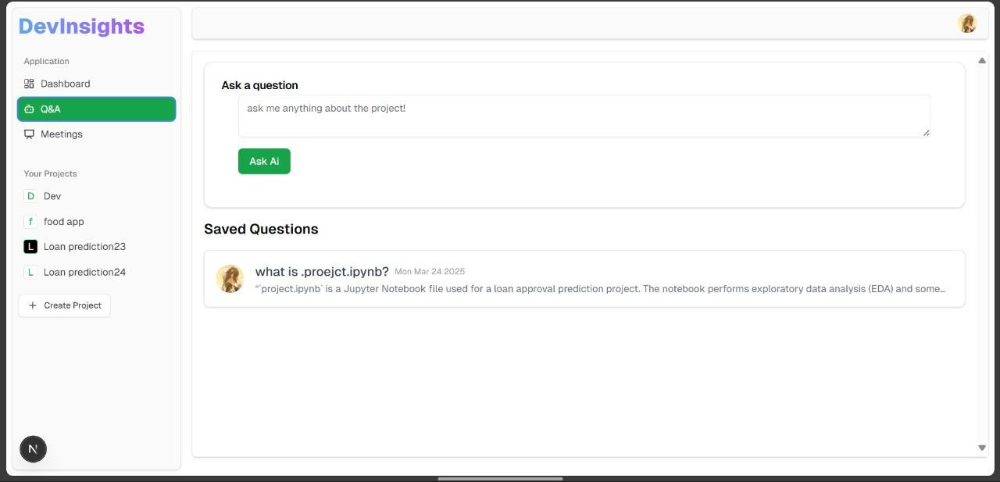 DevInsights
Application
Dashboard
Q&A
Meetings
Your Projects
D Dev
f food app
L Loan prediction23
L Loan prediction24
+ Create Project
N
Ask a question
ask me anything about the project!
Ask Ai
Saved Questions
what is .proejct.ipynb? Mon Mar 24 2025
"`project.ipynb` is a Jupyter Notebook file used for a loan approval prediction project. The notebook performs exploratory data analysis (EDA) and some...